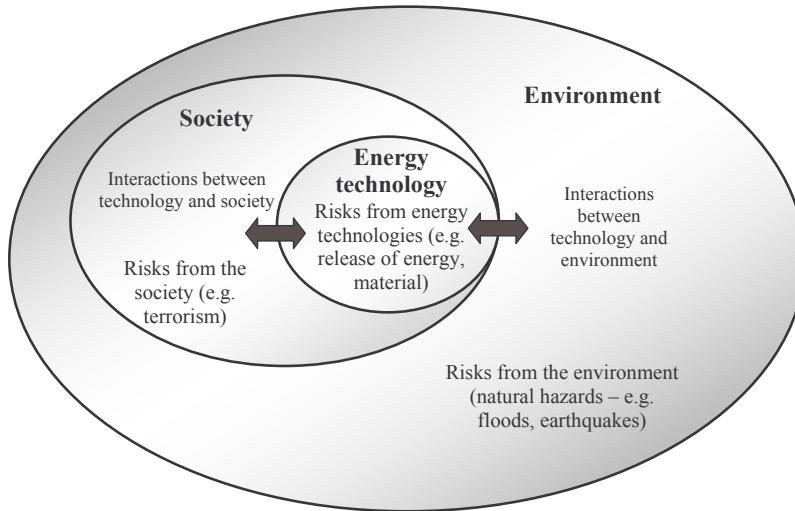 Environment
Society
Energy
technology
Interactions between
technology and society
Risks from energy
technologies (e.g.
release of energy,
material)
Interactions
between
technology and
environment
Risks from the
society (e.g.
terrorism)
Risks from the environment
(natural hazards – e.g.
floods, earthquakes)